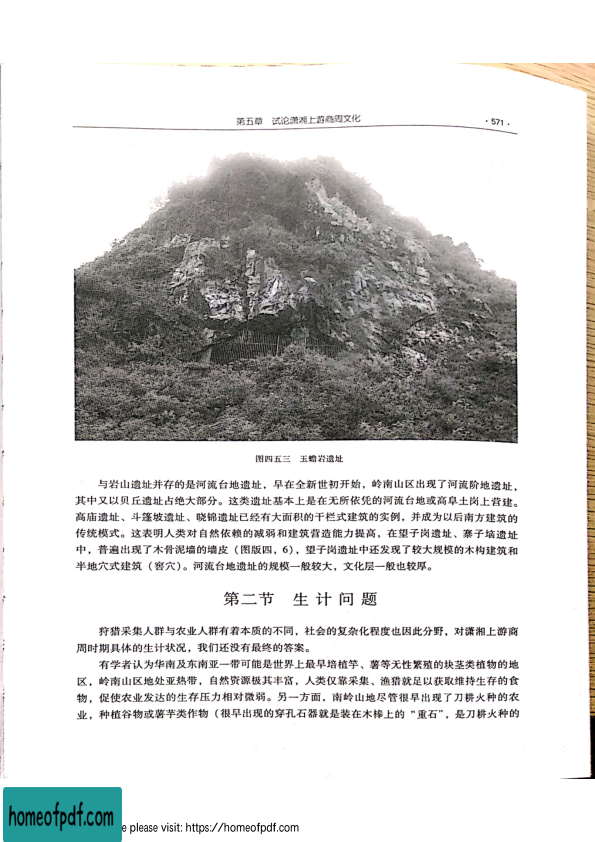 第五章 试论潇湘上游商周文化
·571·
图四五三 玉蟾岩遗址
与岩山遗址并存的是河流台地遗址，早在全新世初开始，岭南山区出现了河流阶地遗址，
其中又以贝丘遗址占绝大部分。这类遗址基本上是在无所依凭的河流台地或高阜土岗上营建。
高庙遗址、斗篷坡遗址、晓锦遗址已经有大面积的干栏式建筑的实例，并成为以后南方建筑的
传统模式。这表明人类对自然依赖的减弱和建筑营造能力提高，在望子岗遗址、寨子垴遗址
中，普遍出现了木骨泥墙的墙皮（图版四，6），望子岗遗址中还发现了较大规模的木构建筑和
半地穴式建筑（窖穴）。河流台地遗址的规模一般较大，文化层一般也较厚。
第二节 生计问题
狩猎采集人群与农业人群有着本质的不同，社会的复杂化程度也因此分野，对潇湘上游商
周时期具体的生计状况，我们还没有最终的答案。
有学者认为华南及东南亚一带可能是世界上最早培植竽、薯等无性繁殖的块茎类植物的地
区，岭南山区地处亚热带，自然资源极其丰富，人类仅靠采集、渔猎就足以获取维持生存的食
物，促使农业发达的生存压力相对微弱。另一方面，南岭山地尽管很早出现了刀耕火种的农
业，种植谷物或薯芋类作物（很早出现的穿孔石器就是装在木棒上的“重石”，是刀耕火种的
homeofpdf.com
e please visit: https://homeofpdf.com